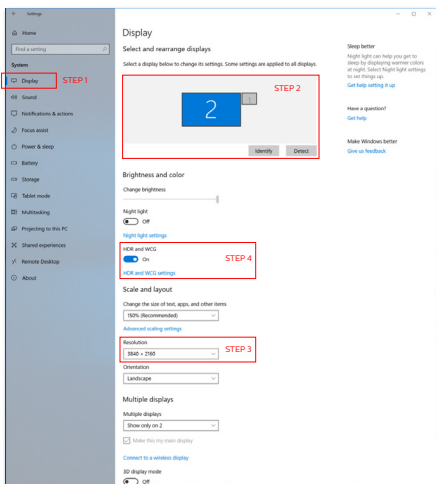 Settings
Home
Find a setting
System
Display
STEP 1
Sound
Notifications & actions
Focus assist
Power & sleep
Battery
Storage
Tablet mode
Multitasking
Projecting to this PC
Shared experiences
Remote Desktop
About
Display
Select and rearrange displays
Select a display below to change its settings. Some settings are applied to all displays.
STEP 2
2
1
Identify
Detect
Brightness and color
Change brightness
Night light
Off
Night light settings
HDR and WCG
On
STEP 4
HDR and WCG settings
Scale and layout
Change the size of text, apps, and other items
150% (Recommended)
Advanced scaling settings
Resolution
3840 × 2160
STEP 3
Orientation
Landscape
Multiple displays
Multiple displays
Show only on 2
Make this my main display
Connect to a wireless display
3D display mode
Off
Sleep better
Night light can help you get to
sleep by displaying warmer colors
at night. Select Night light settings
to set things up.
Get help setting it up
Have a question?
Get help
Make Windows better
Give us feedback